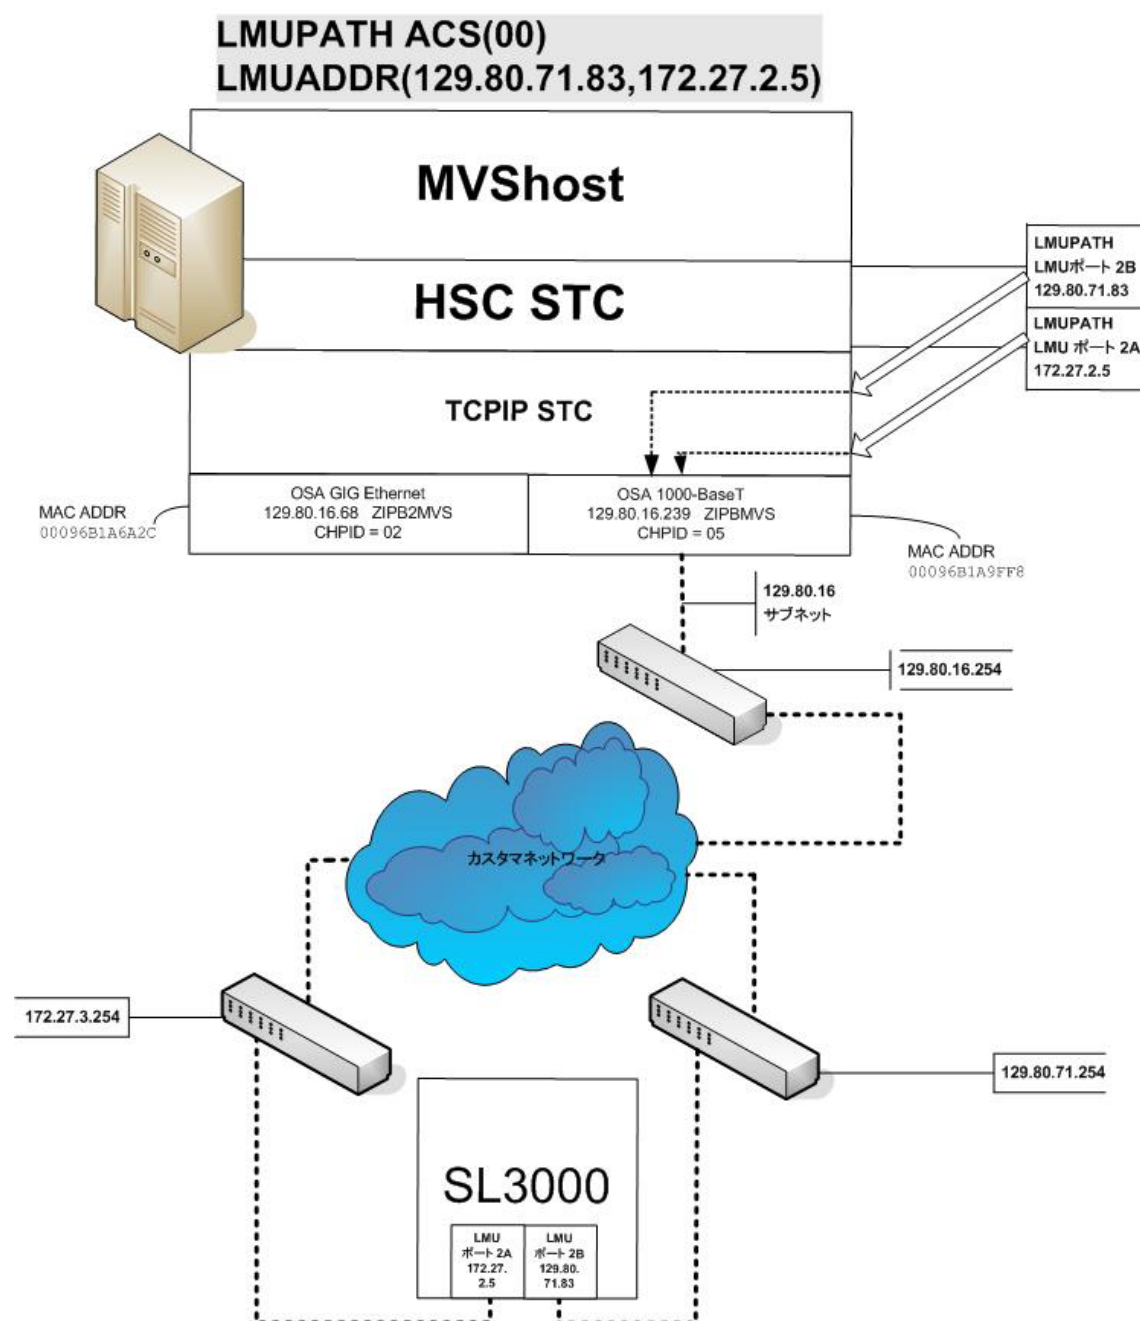 LMUPATH ACS(00)
LMUADDR(129.80.71.83,172.27.2.5)
MVShost
HSC STC
TCPIP STC
LMUPATH
LMUポート 2B
129.80.71.83
LMUPATH
LMU ポート 2A
172.27.2.5
OSA GIG Ethernet
129.80.16.68 ZIPB2MVS
CHPID = 02
OSA 1000-BaseT
129.80.16.239 ZIPBMVS
CHPID = 05
MAC ADDR
00096B1A6A2C
MAC ADDR
00096B1A9FF8
129.80.16
サブネット
129.80.16.254
カスタマネットワーク
172.27.3.254
129.80.71.254
SL3000
LMU
ポート 2A
172.27.
2.5
LMU
ポート 2B
129.80.
71.83